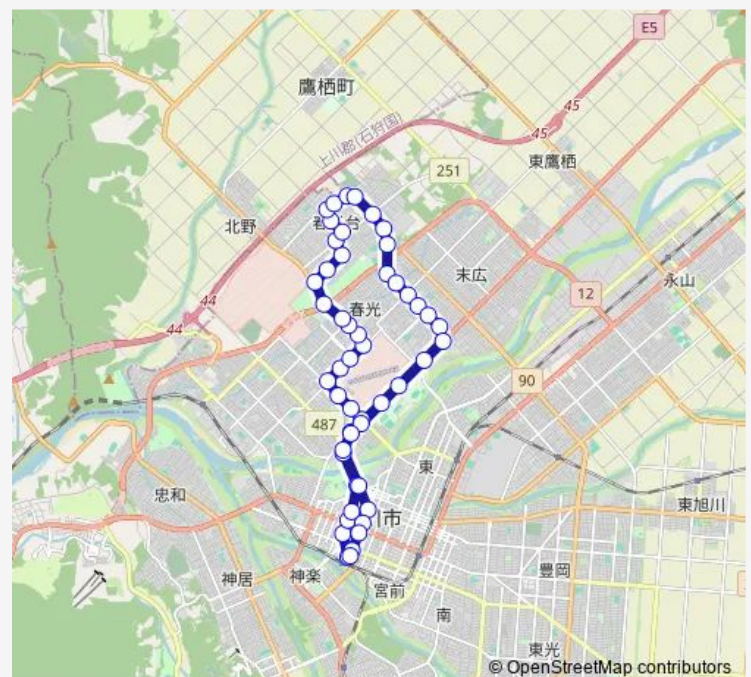 E5
鷹栖町
45
上川郡(石狩国)
45
東鷹栖
251
北野
末広
永山
12
44
春光
44
90
487
東
忠和
東旭川
川市
豊岡
神居
神楽
宮前
南
東光
© OpenStreetMap contributors